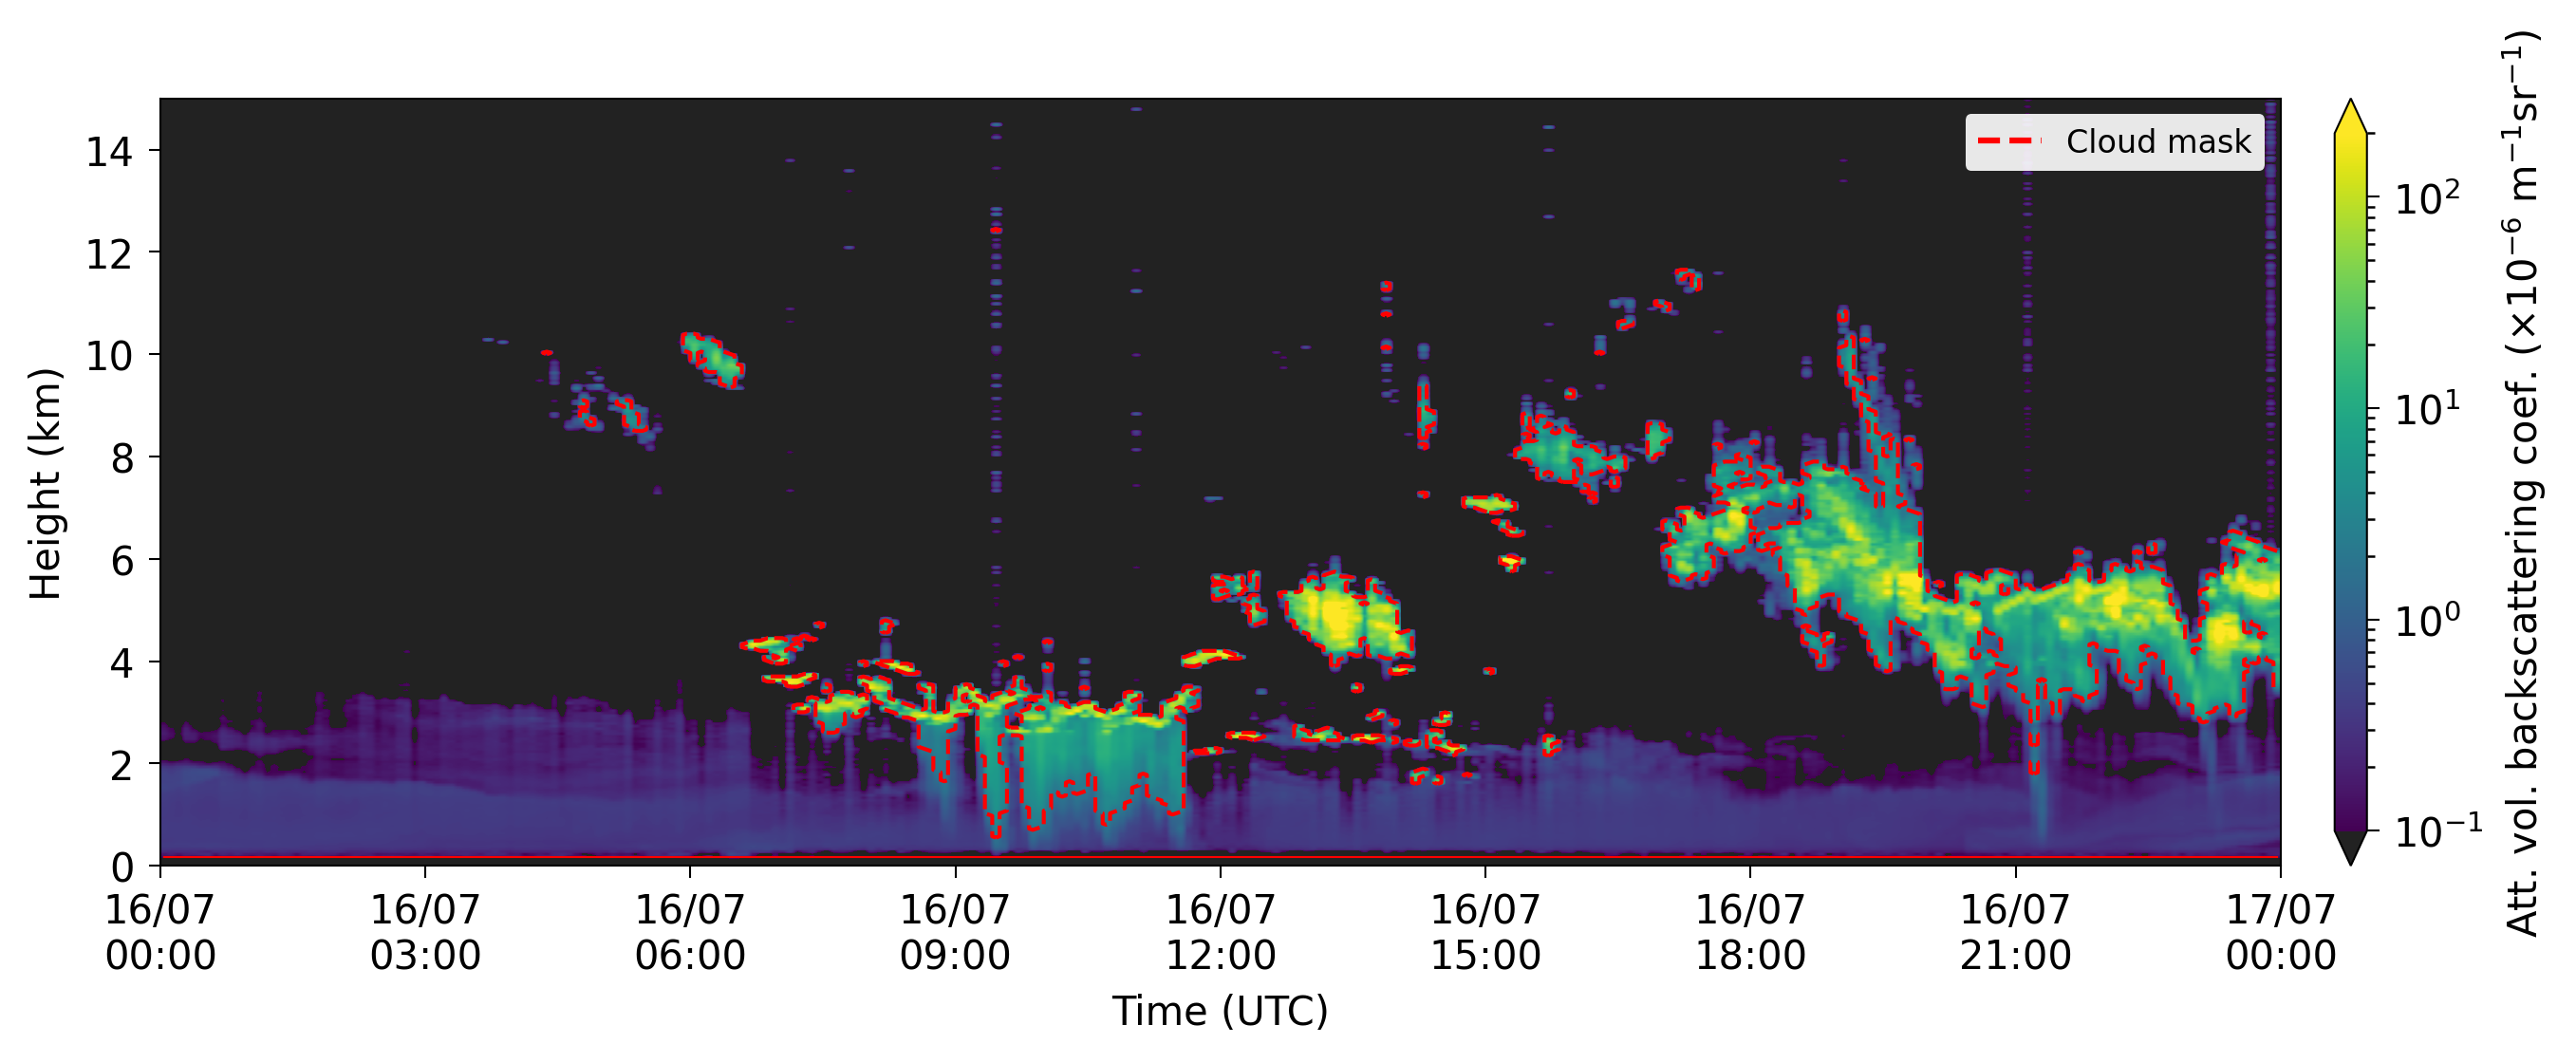 Cloud mask
Height (km)
14
12
10
8
6
4
2
0
16/07 16/07 16/07 16/07 16/07 16/07 16/07 16/07 17/07
00:00 03:00 06:00 09:00 12:00 15:00 18:00 21:00 00:00
Time (UTC)
10²
10¹
10⁰
10⁻¹
Att. vol. backscattering coef. (×10⁻⁶ m⁻¹sr⁻¹)